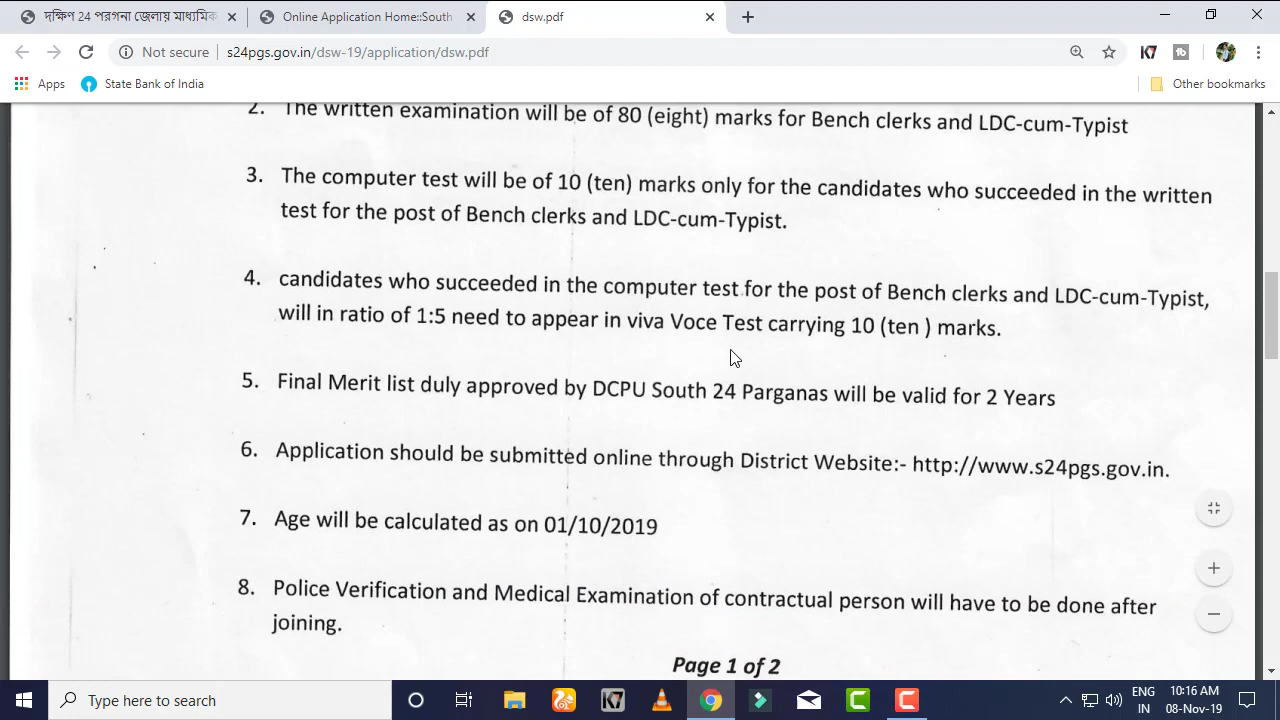 দক্ষিণ 24 পরগনা জেলায় মাধ্যমিক
Online Application Home::South
dsw.pdf
Not secure
s24pgs.gov.in/dsw-19/application/dsw.pdf
K7
tb
Apps
State Bank of India
Other bookmarks
2. The written examination will be of 80 (eight) marks for Bench clerks and LDC-cum-Typist
3. The computer test will be of 10 (ten) marks only for the candidates who succeeded in the written
test for the post of Bench clerks and LDC-cum-Typist.
4. candidates who succeeded in the computer test for the post of Bench clerks and LDC-cum-Typist,
will in ratio of 1:5 need to appear in viva Voce Test carrying 10 (ten ) marks.
5. Final Merit list duly approved by DCPU South 24 Parganas will be valid for 2 Years
6. Application should be submitted online through District Website:- http://www.s24pgs.gov.in.
7. Age will be calculated as on 01/10/2019
8. Police Verification and Medical Examination of contractual person will have to be done after
joining.
Page 1 of 2
Type here to search
K7
C
C
ENG
IN
10:16 AM
08-Nov-19